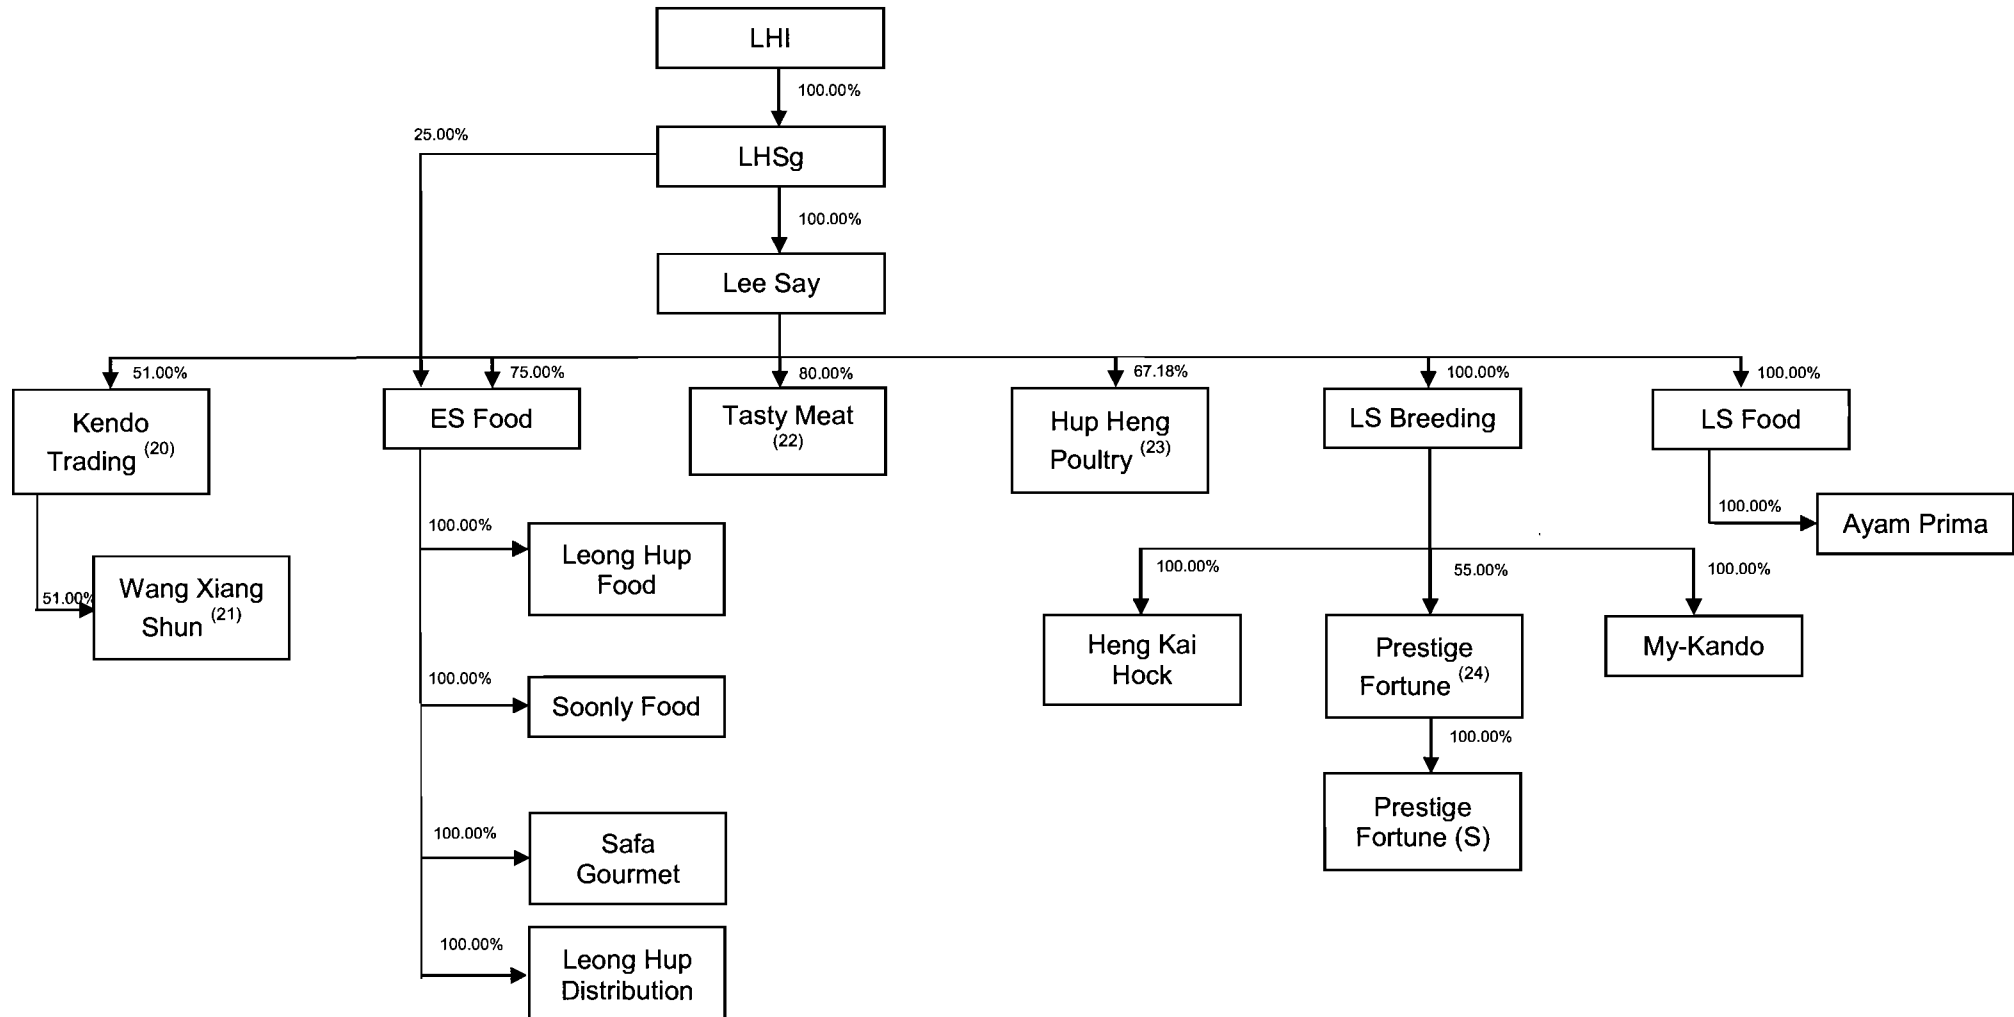 LHI
100.00%
25.00%
LHSg
100.00%
Lee Say
51.00%
75.00%
80.00%
67.18%
100.00%
100.00%
Kendo
Trading (20)
ES Food
Tasty Meat
(22)
Hup Heng
Poultry (23)
LS Breeding
LS Food
100.00%
Ayam Prima
100.00%
Leong Hup
Food
51.00%
Wang Xiang
Shun (21)
100.00%
55.00%
100.00%
Heng Kai
Hock
Prestige
Fortune (24)
My-Kando
100.00%
Soonly Food
100.00%
Prestige
Fortune (S)
100.00%
Safa
Gourmet
100.00%
Leong Hup
Distribution